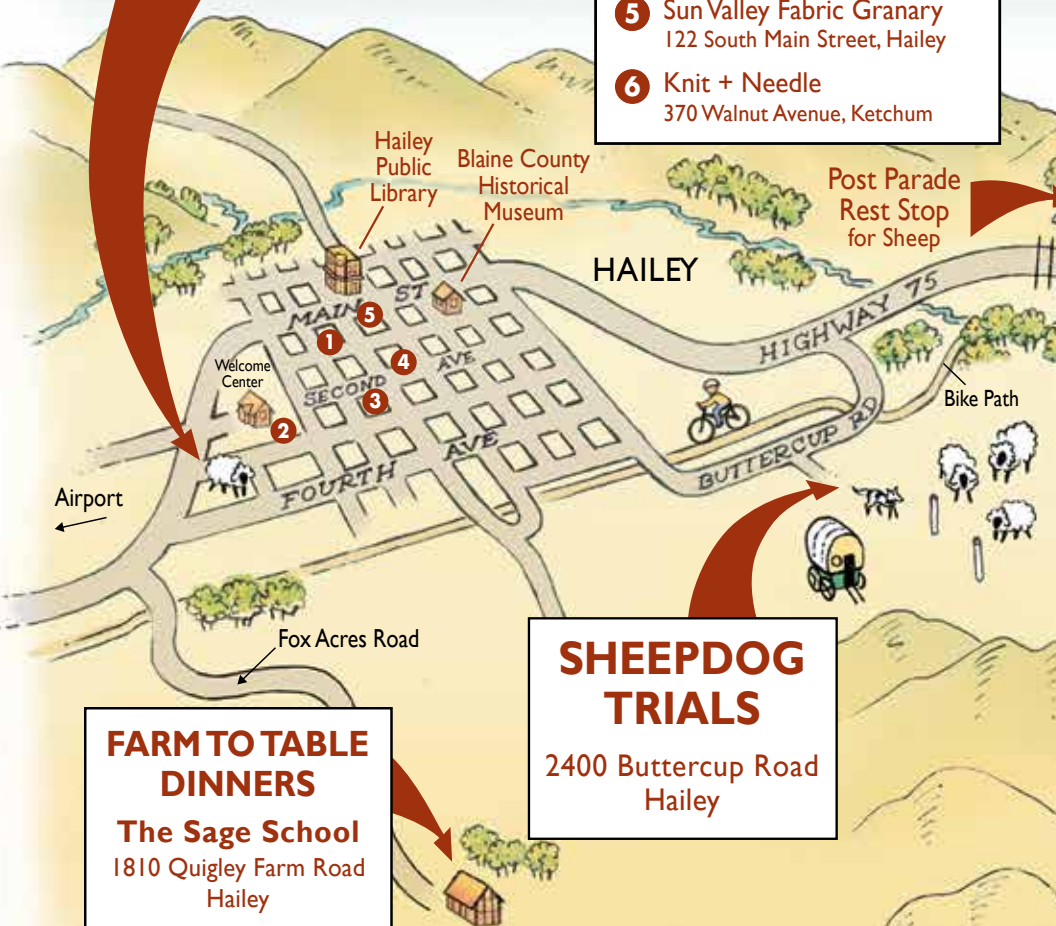 5 Sun Valley Fabric Granary
122 South Main Street, Hailey
6 Knit + Needle
370 Walnut Avenue, Ketchum
Hailey
Public
Library
Blaine County
Historical
Museum
Post Parade
Rest Stop
for Sheep
HAILEY
HIGHWAY 75
MAIN ST
5
1
4
Welcome
Center
SECOND AVE
3
2
Bike Path
BUTTERCUP RD
FOURTH AVE
Airport
Fox Acres Road
SHEEPDOG
TRIALS
2400 Buttercup Road
Hailey
FARM TO TABLE
DINNERS
The Sage School
1810 Quigley Farm Road
Hailey